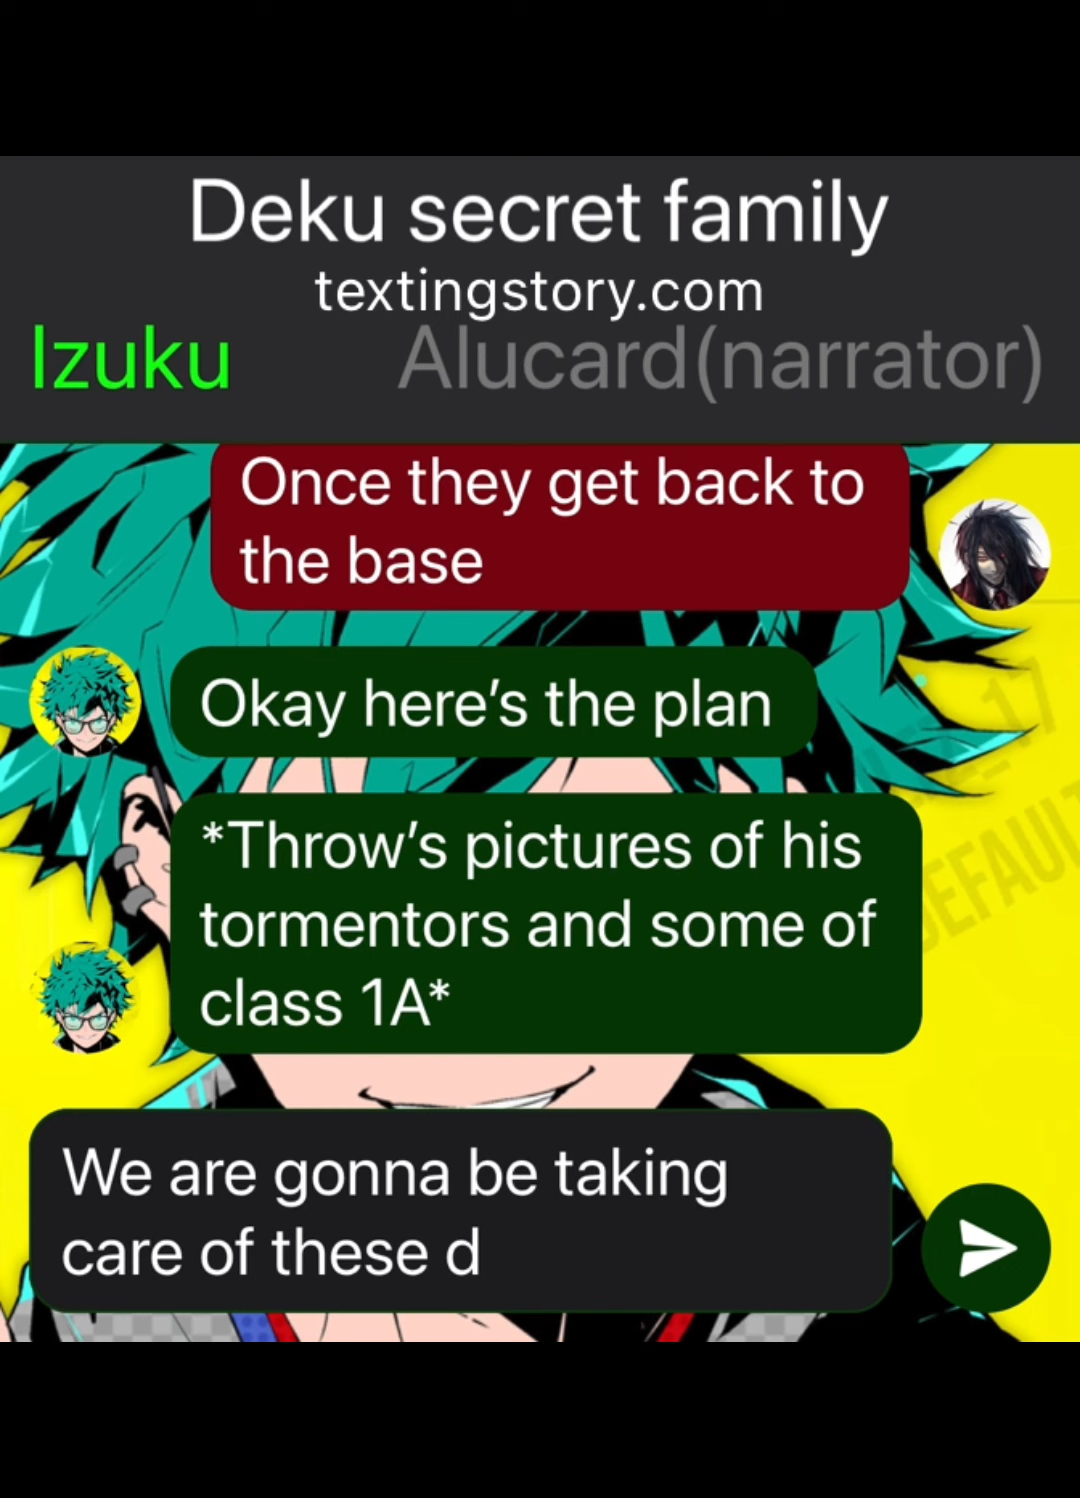 Deku secret family
textingstory.com
Izuku
Alucard(narrator)
Once they get back to
the base
Okay here's the plan
*Throw's pictures of his
tormentors and some of
class 1A*
We are gonna be taking
care of these d